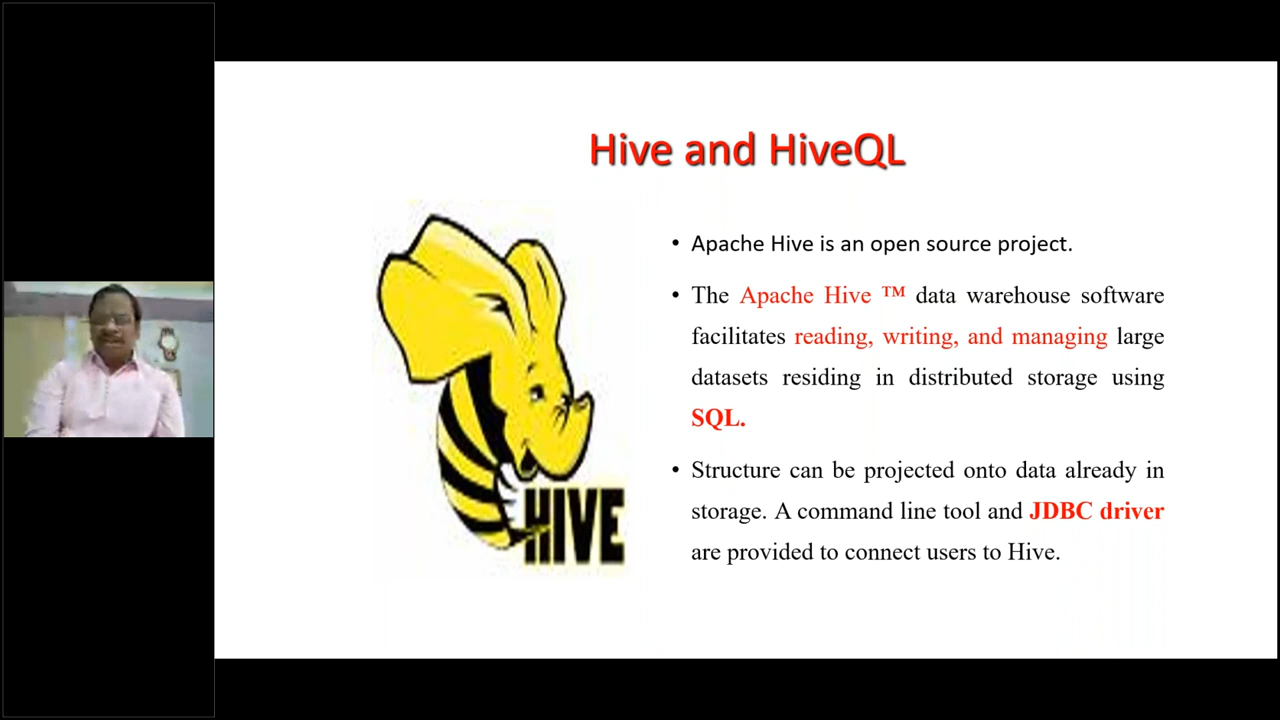 Hive and HiveQL
• Apache Hive is an open source project.
• The Apache Hive ™ data warehouse software
facilitates reading, writing, and managing large
datasets residing in distributed storage using
SQL.
• Structure can be projected onto data already in
storage. A command line tool and JDBC driver
are provided to connect users to Hive.
HIVE